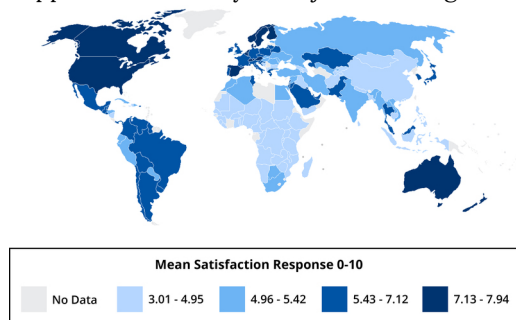 Mean Satisfaction Response 0-10
No Data 3.01 - 4.95 4.96 - 5.42 5.43 - 7.12 7.13 - 7.94